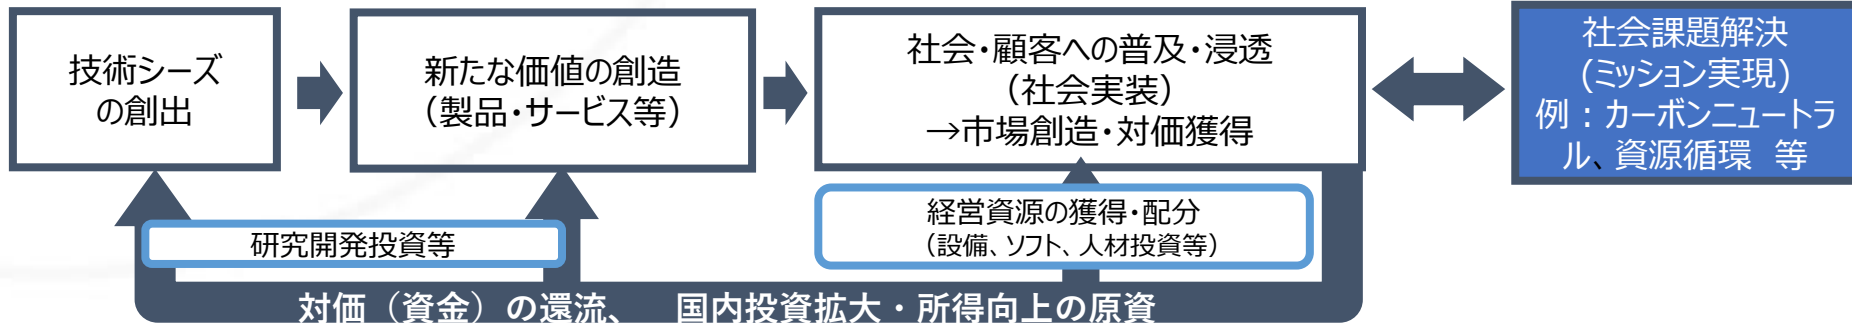 技術シーズ
の創出
新たな価値の創造
（製品・サービス等）
社会・顧客への普及・浸透
（社会実装）
→市場創造・対価獲得
社会課題解決
(ミッション実現)
例：カーボンニュートラ
ル、資源循環 等
研究開発投資等
経営資源の獲得・配分
（設備、ソフト、人材投資等）
対価（資金）の還流、 国内投資拡大・所得向上の原資